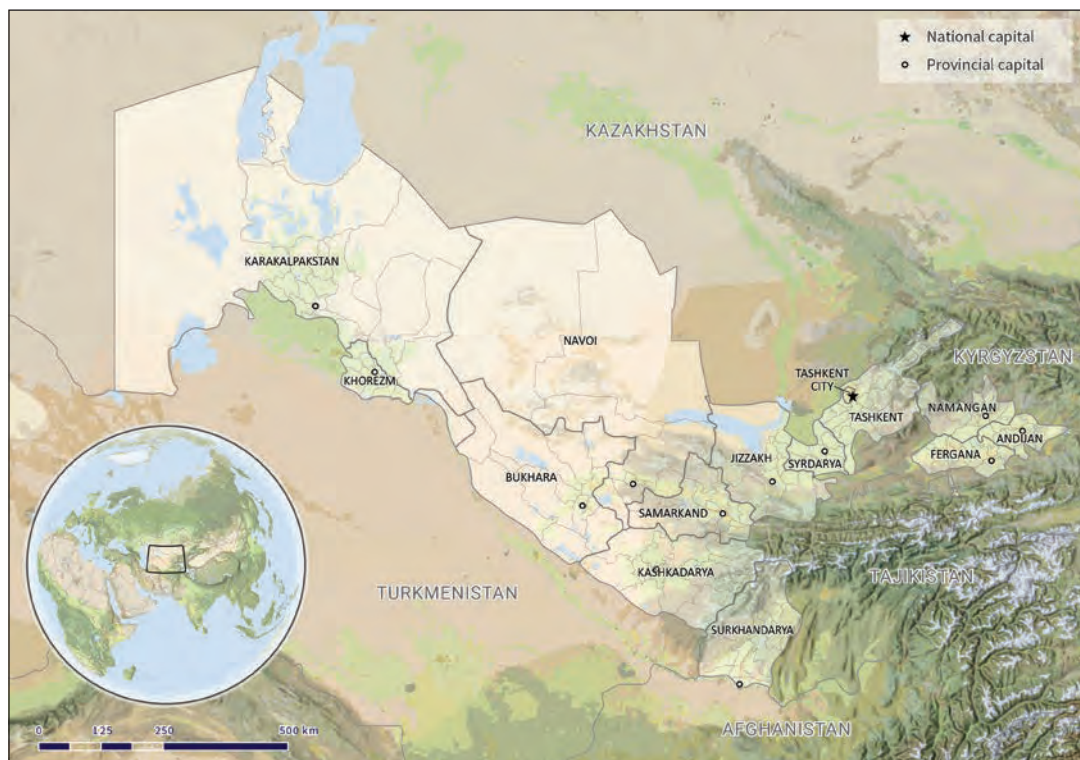 National capital
Provincial capital
KAZAKHSTAN
KARAKALPAKSTAN
NAVOI
KHOREZM
TASHKENT
CITY
KYRGYZSTAN
TASHKENT
NAMANGAN
ANDIJAN
FERGANA
JIZZAKH
SYRDARYA
BUKHARA
SAMARKAND
KASHKADARYA
TAJIKISTAN
TURKMENISTAN
SURKHANDARYA
AFGHANISTAN
0 125 250 500 km